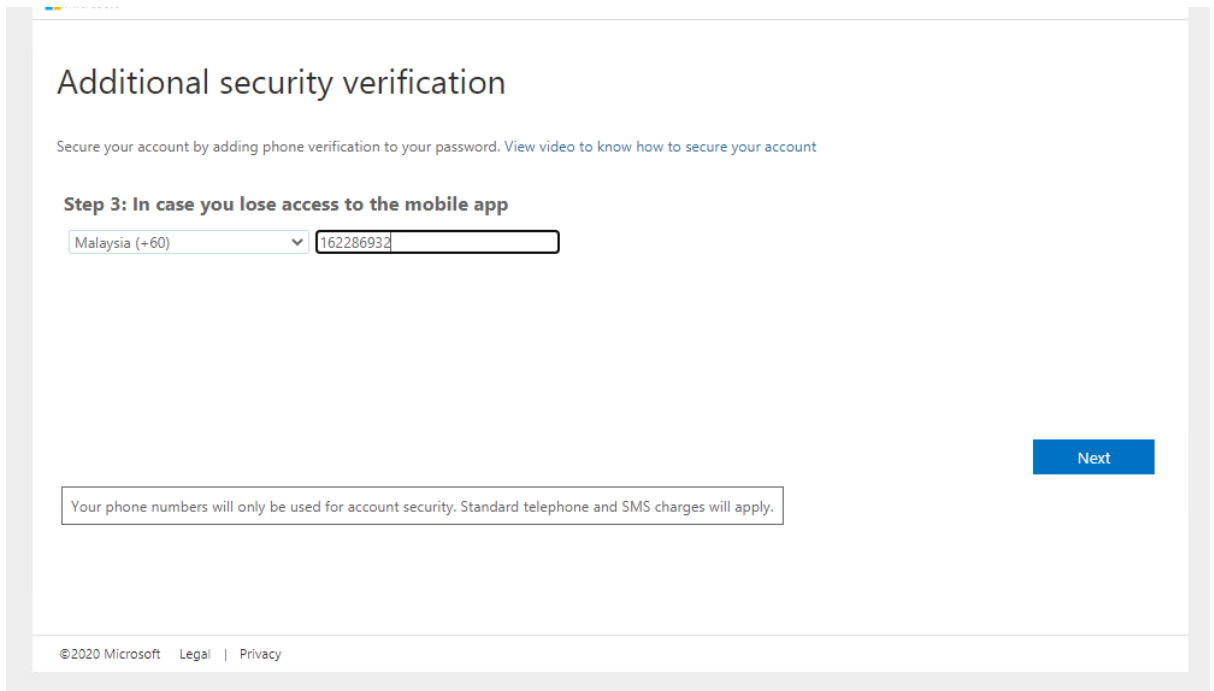 Additional security verification
Secure your account by adding phone verification to your password. View video to know how to secure your account
Step 3: In case you lose access to the mobile app
Malaysia (+60) 162286932
Next
Your phone numbers will only be used for account security. Standard telephone and SMS charges will apply.
©2020 Microsoft Legal | Privacy